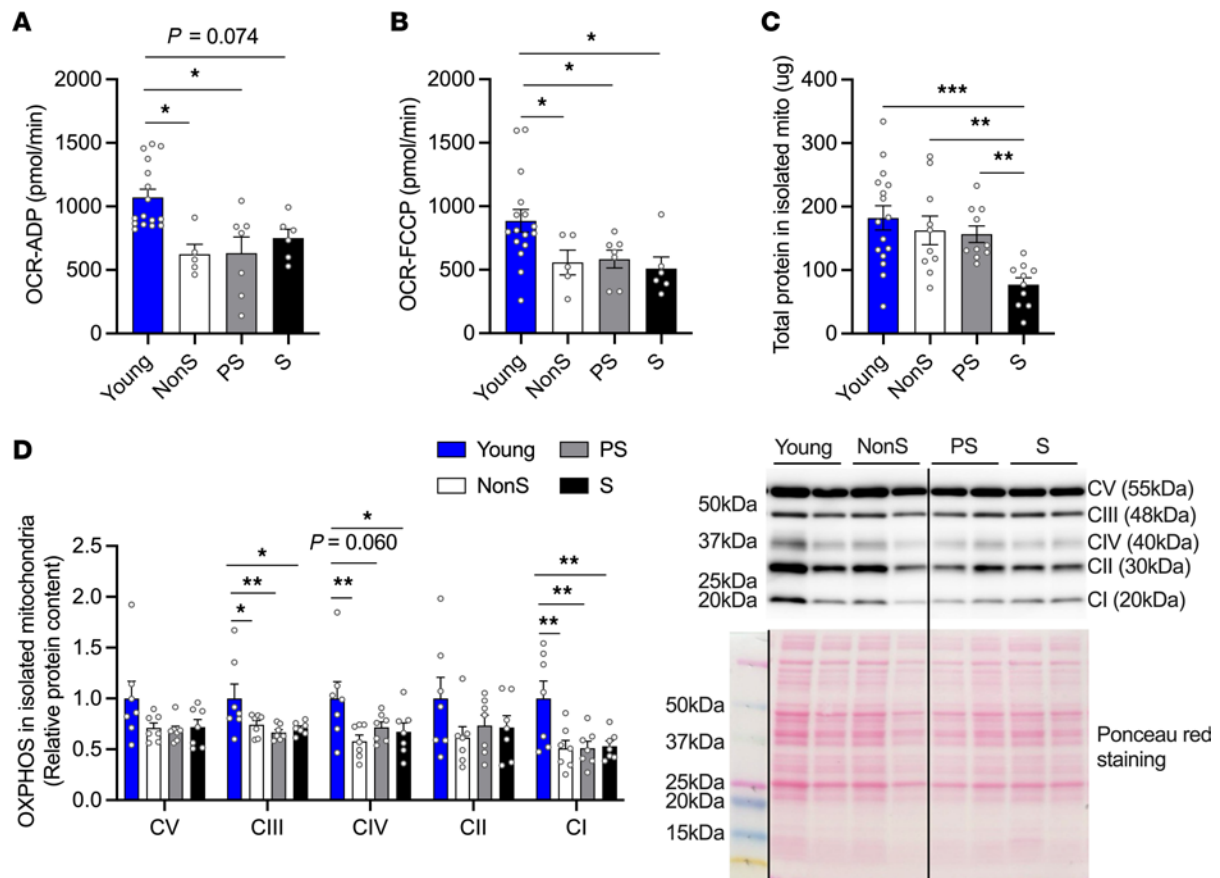 A
P = 0.074
*
*
OCR-ADP (pmol/min)
2000
1500
1000
500
0
Young
NonS
PS
S
B
*
*
*
OCR-FCCP (pmol/min)
2000
1500
1000
500
0
Young
NonS
PS
S
C
***
**
**
Total protein in isolated mito (ug)
400
300
200
100
0
Young
NonS
PS
S
D
Young
PS
NonS
S
OXPHOS in isolated mitochondria
(Relative protein content)
2.5
2.0
1.5
1.0
0.5
0.0
*
**
*
*
P = 0.060
**
**
**
**
CV
CIII
CIV
CII
CI
Young NonS PS S
50kDa
37kDa
25kDa
20kDa
CV (55kDa)
CIII (48kDa)
CIV (40kDa)
CII (30kDa)
CI (20kDa)
50kDa
37kDa
25kDa
20kDa
15kDa
Ponceau red
staining